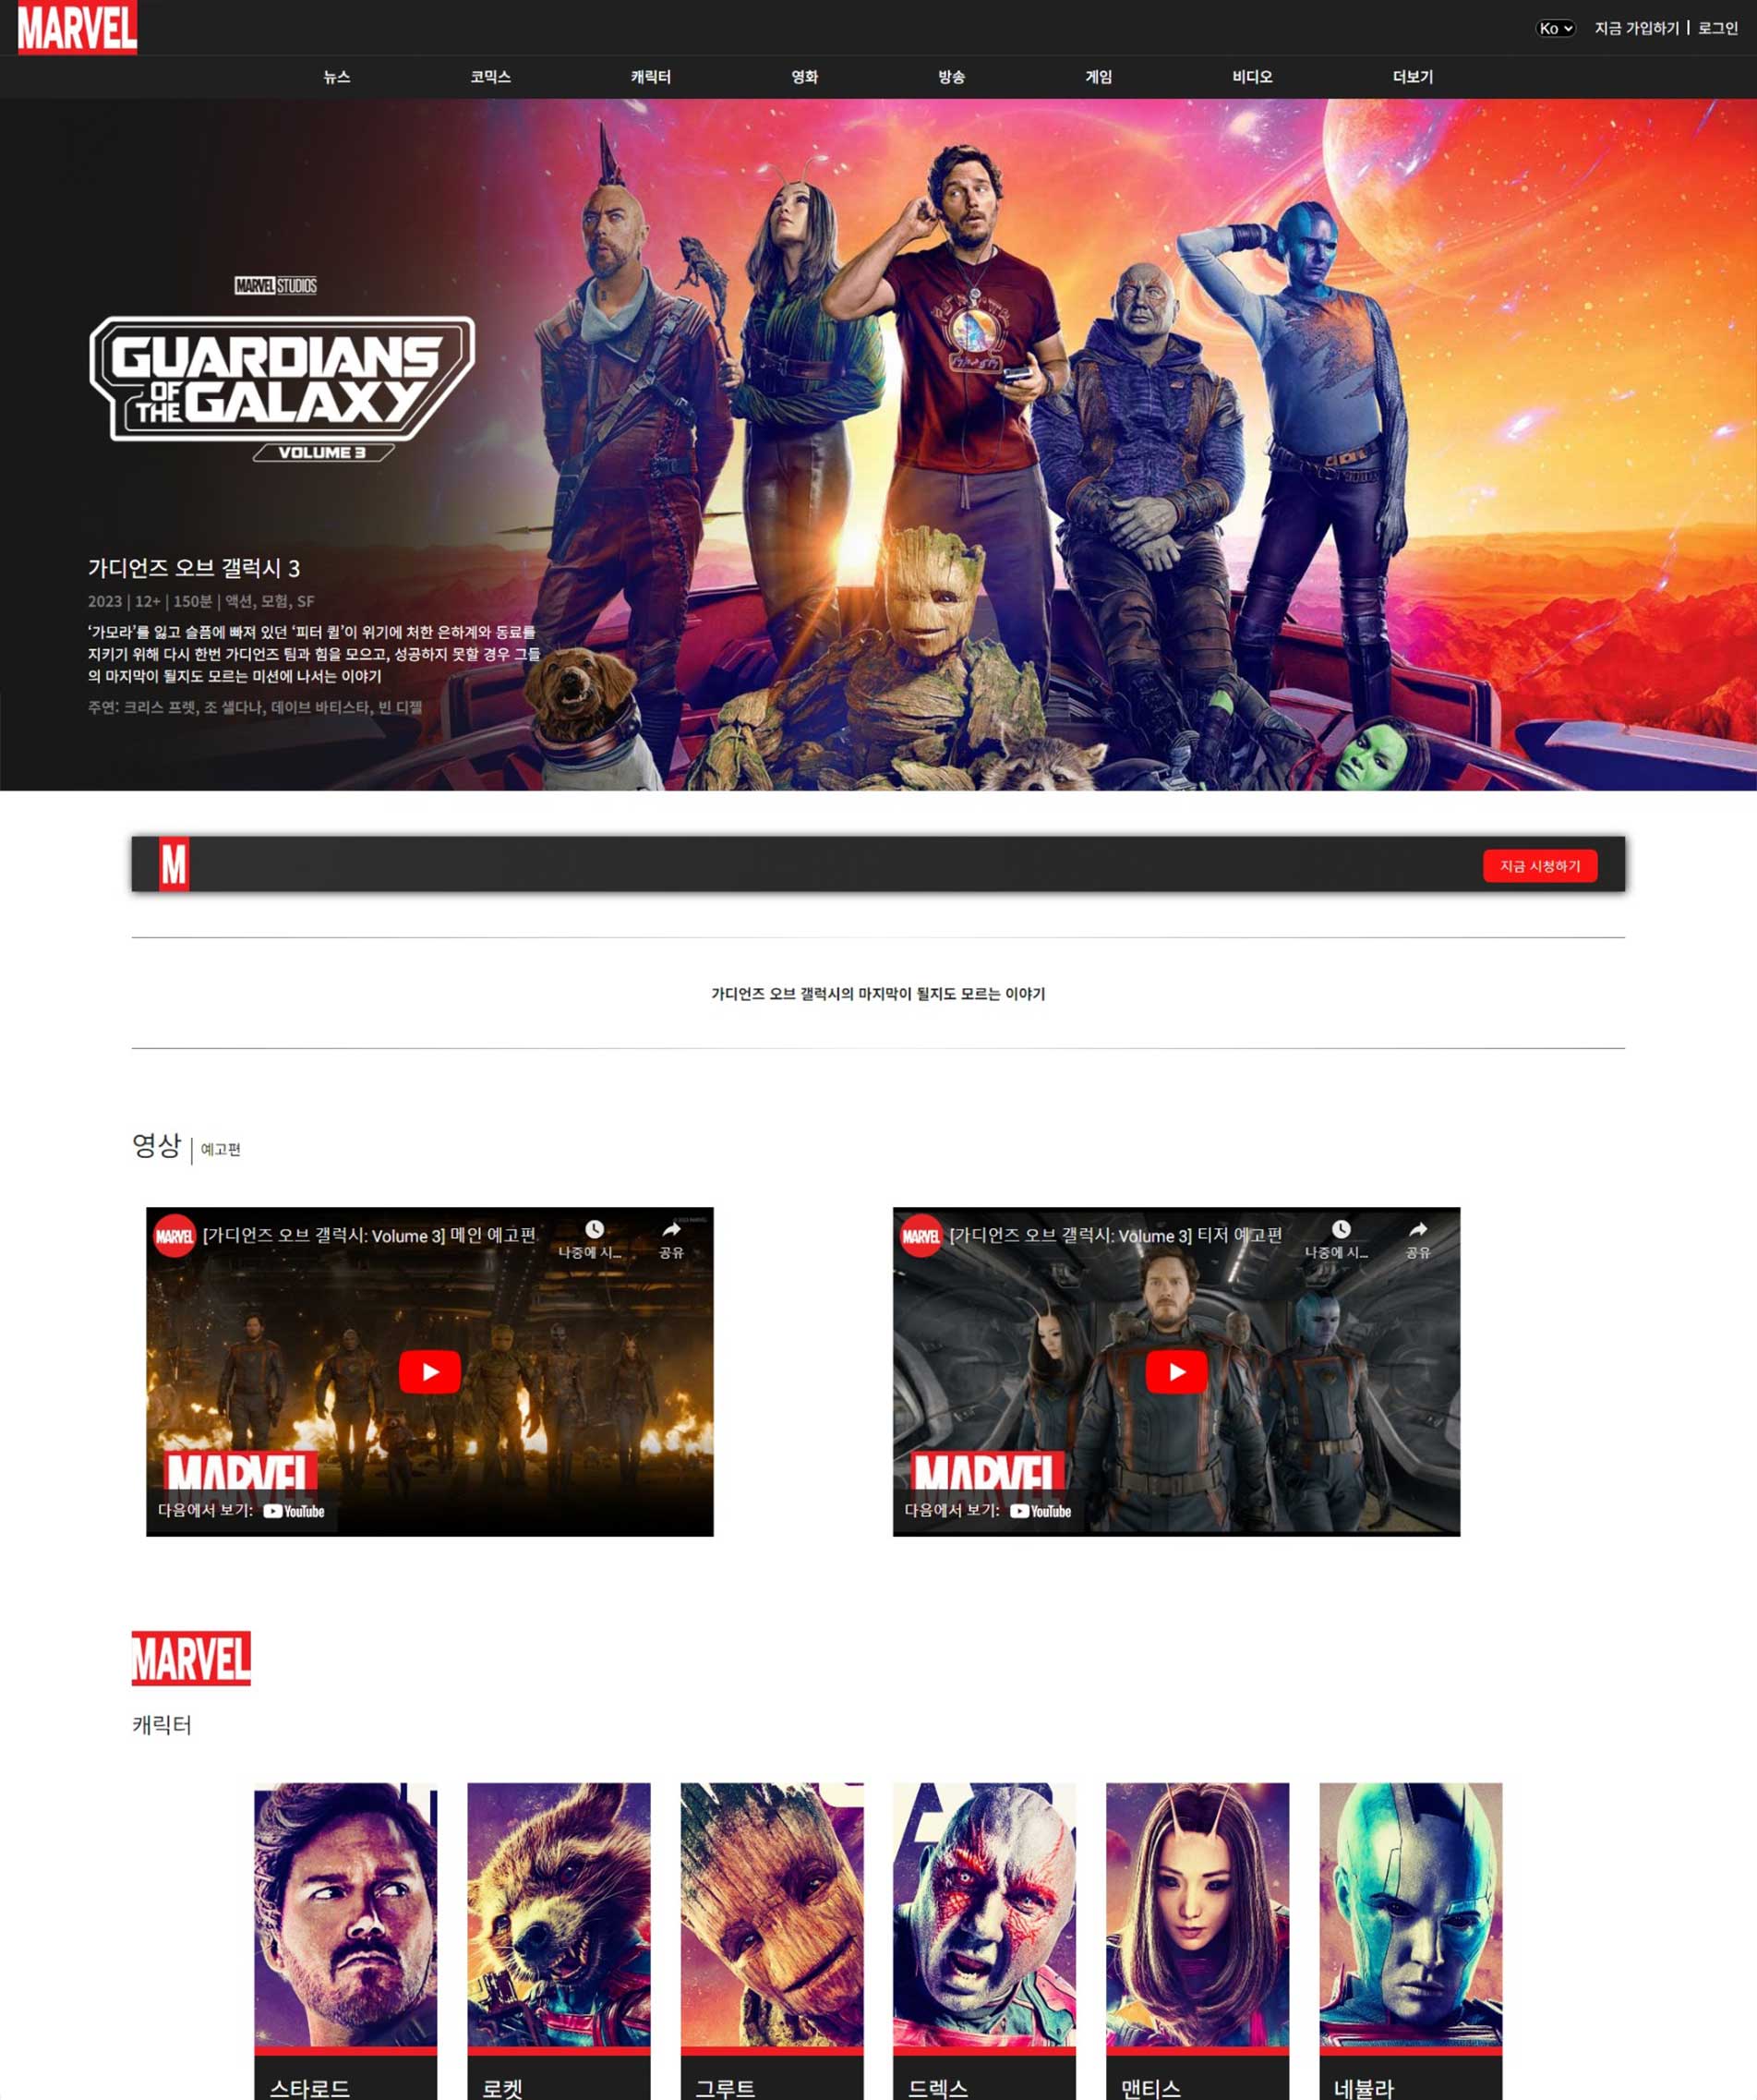 MARVEL
Ko
지금 가입하기
로그인
뉴스
코믹스
캐릭터
영화
방송
게임
비디오
더보기
MARVEL STUDIOS
GUARDIANS
OF THE GALAXY
VOLUME 3
가디언즈 오브 갤럭시 3
2023 | 12+ | 150분 | 액션, 모험, SF
‘가모라’를 잃고 슬픔에 빠져 있던 ‘피터 퀼’이 위기에 처한 은하계와 동료를
지키기 위해 다시 한번 가디언즈 팀과 힘을 모으고, 성공하지 못할 경우 그들
의 마지막이 될지도 모르는 미션에 나서는 이야기
주연: 크리스 프렛, 조 샐다나, 데이브 바티스타, 빈 디젤
M
지금 시청하기
가디언즈 오브 갤럭시의 마지막이 될지도 모르는 이야기
영상
예고편
MARVEL
[가디언즈 오브 갤럭시: Volume 3] 메인 예고편
나중에 시...
공유
MARVEL
다음에서 보기:
YouTube
MARVEL
[가디언즈 오브 갤럭시: Volume 3] 티저 예고편
나중에 시...
공유
MARVEL
다음에서 보기:
YouTube
MARVEL
캐릭터
스타로드
로켓
그루트
드렉스
맨티스
네뷸라